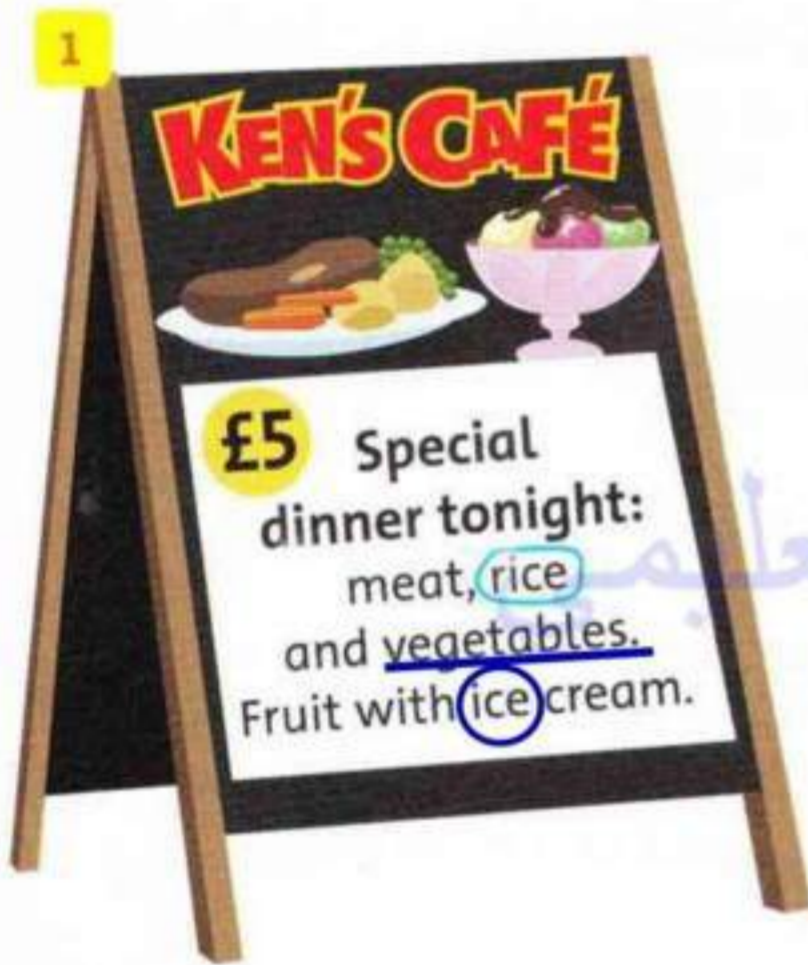 1
KEN'S CAFÉ
£5 Special
dinner tonight:
meat, rice
and vegetables.
Fruit with ice cream.